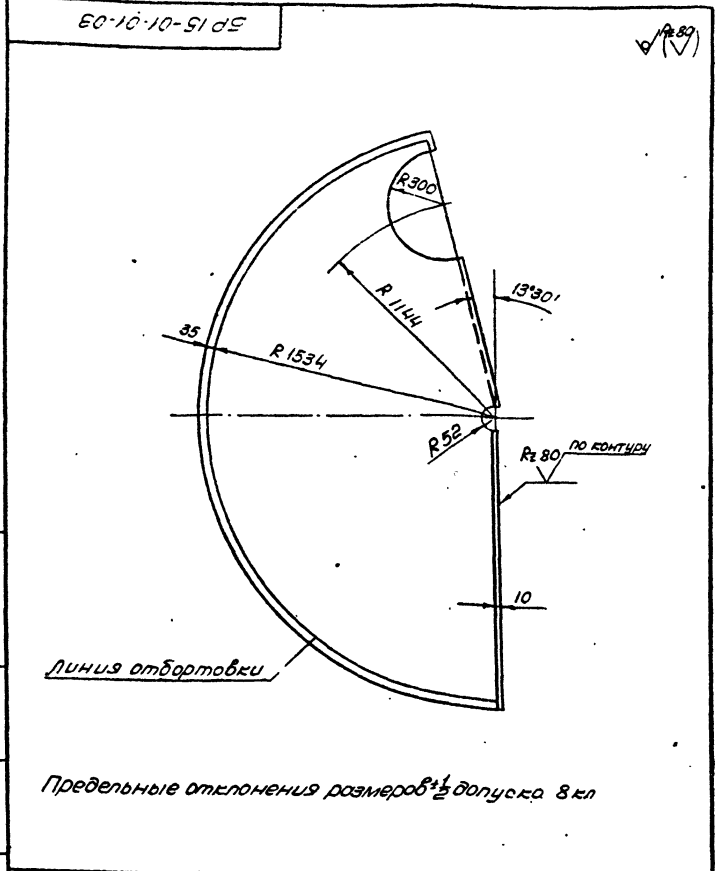 5Р 15-01-01-03
Rz 80
R300
R 1144
13°30'
35
R 1534
R52
Rz 80
по контуру
10
Линия отбортовки
Предельные отклонения размеров ±1/2 допуска 8 кл